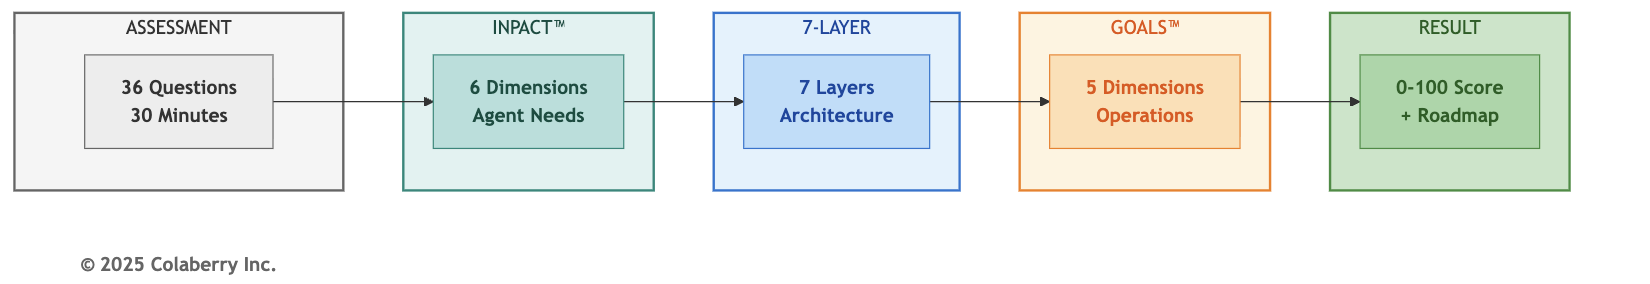 ASSESSMENT
36 Questions
30 Minutes
INPACT™
6 Dimensions
Agent Needs
7-LAYER
7 Layers
Architecture
GOALS™
5 Dimensions
Operations
RESULT
0-100 Score
+ Roadmap
© 2025 Colaberry Inc.